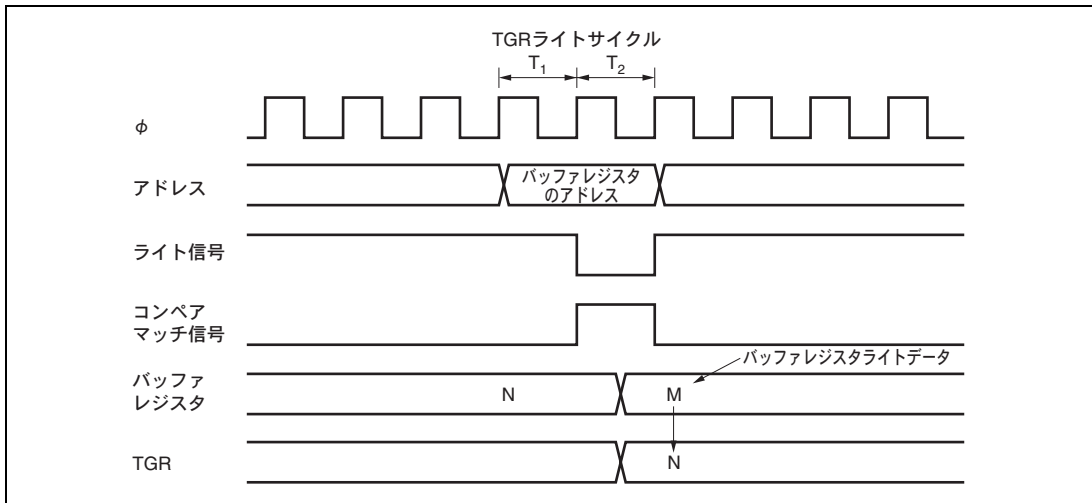 TGRライトサイクル
T1 T2
φ
アドレス
バッファレジスタ
のアドレス
ライト信号
コンペア
マッチ信号
バッファレジスタライトデータ
バッファ
レジスタ
N M
TGR
N